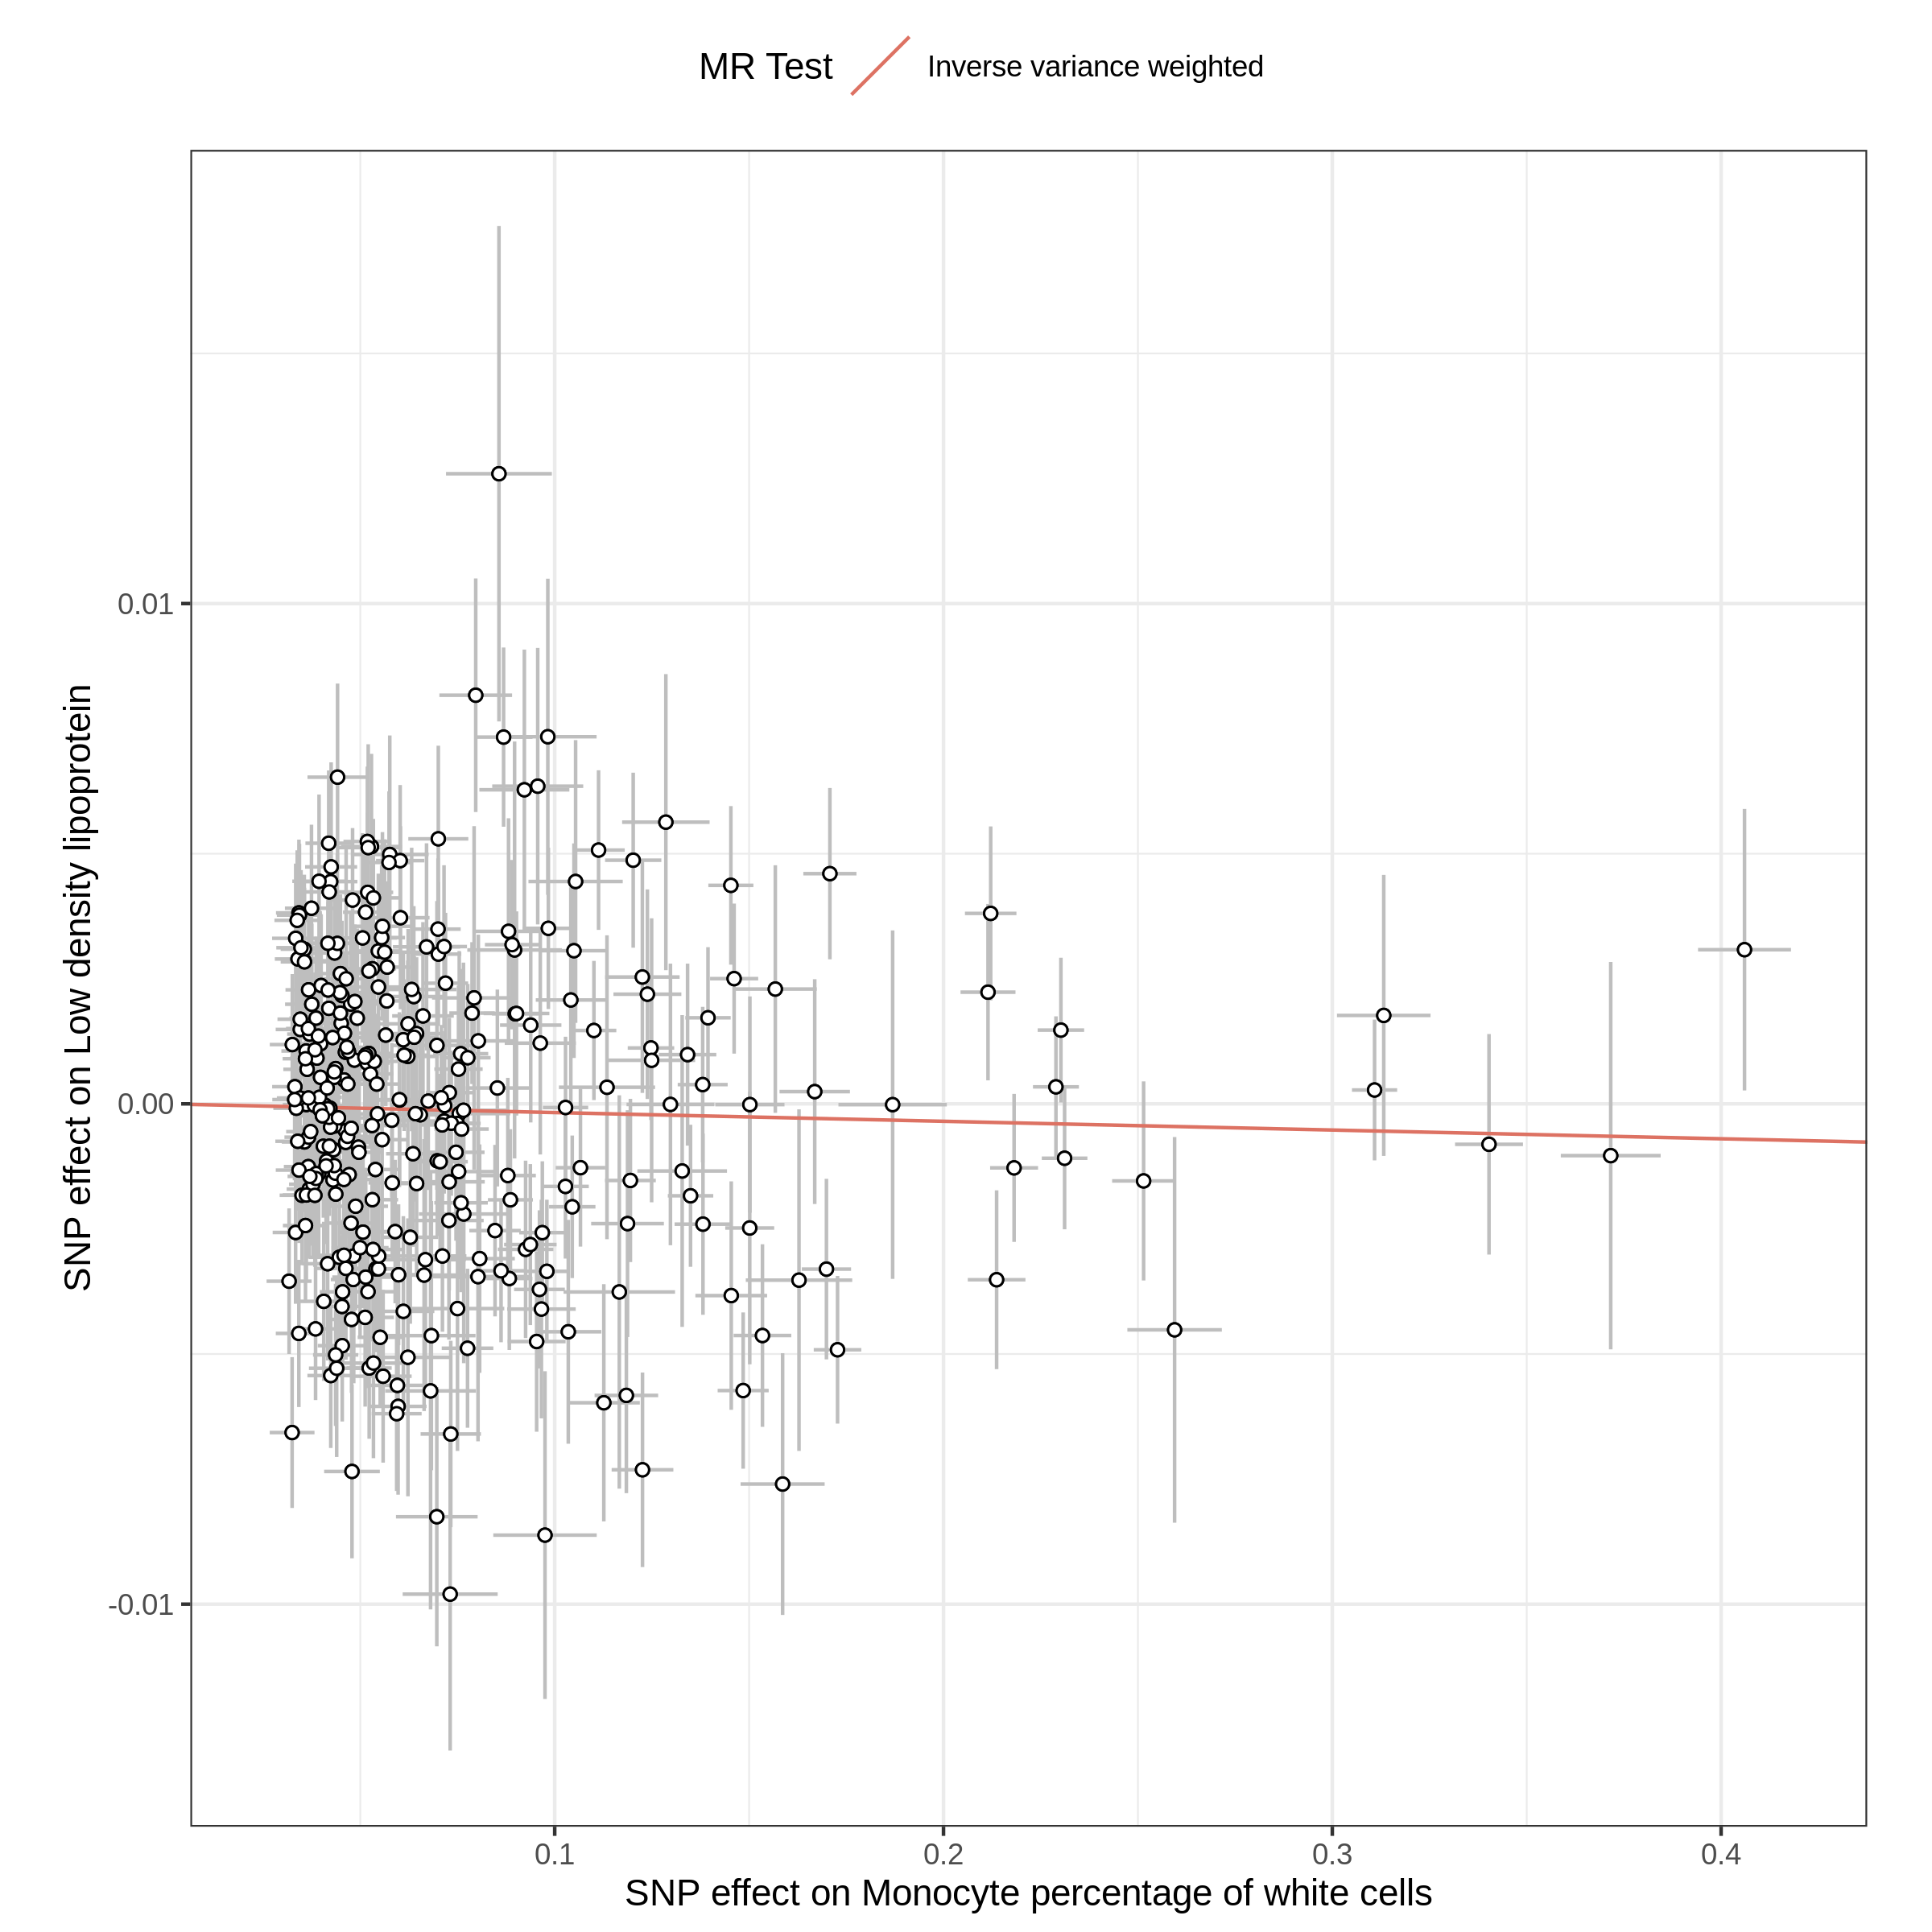 MR Test
Inverse variance weighted
SNP effect on Low density lipoprotein
0.01
0.00
-0.01
0.1
0.2
0.3
0.4
SNP effect on Monocyte percentage of white cells